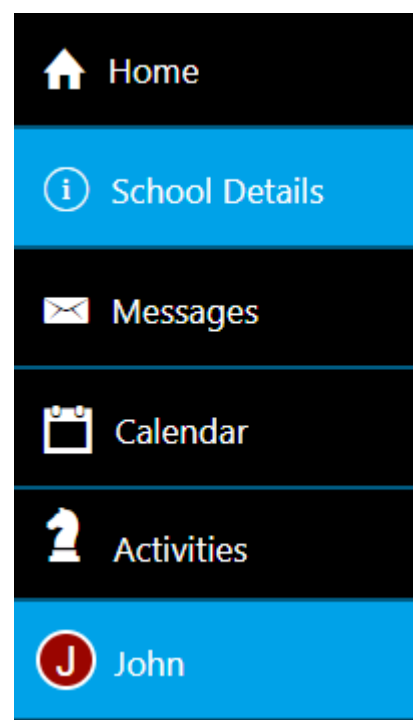 Home
i School Details
Messages
Calendar
Activities
J John